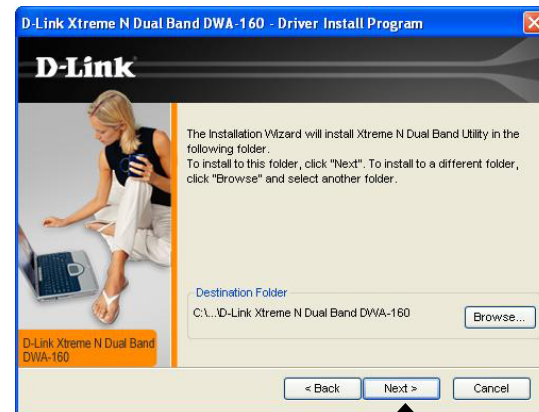 D-Link Xtreme N Dual Band DWA-160 - Driver Install Program
D-Link
The Installation Wizard will install Xtreme N Dual Band Utility in the
following folder.
To install to this folder, click "Next". To install to a different folder,
click "Browse" and select another folder.
Destination Folder
C:\...\D-Link Xtreme N Dual Band DWA-160
Browse...
D-Link Xtreme N Dual Band
DWA-160
< Back
Next >
Cancel